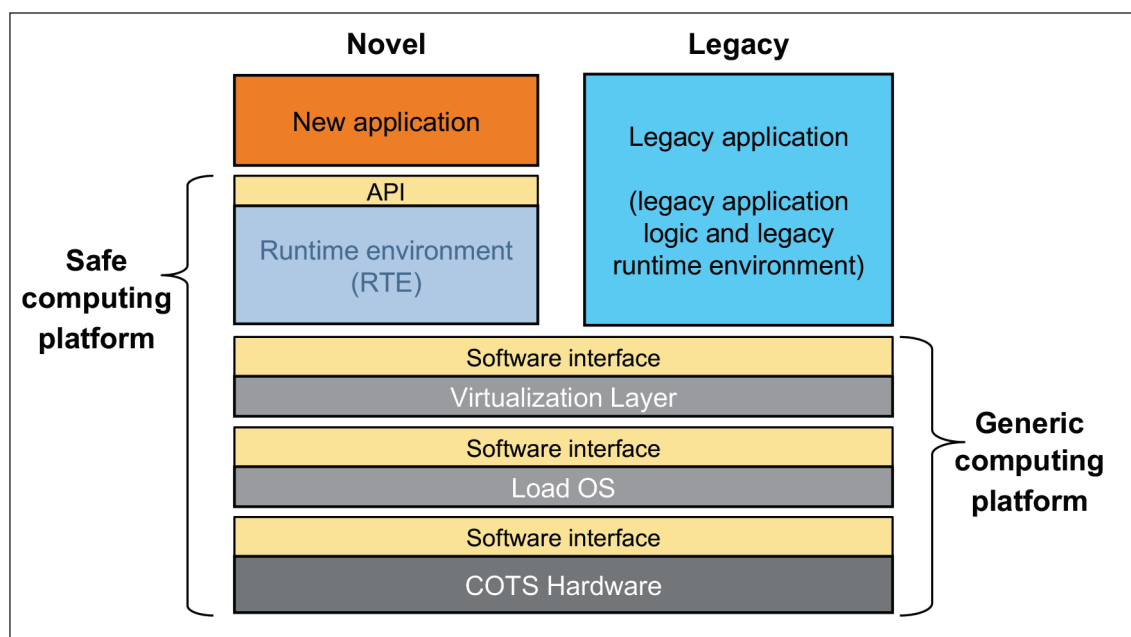 Novel
Legacy
New application
Legacy application
(legacy application
logic and legacy
runtime environment)
API
Runtime environment
(RTE)
Safe
computing
platform
Software interface
Virtualization Layer
Software interface
Load OS
Software interface
COTS Hardware
Generic
computing
platform